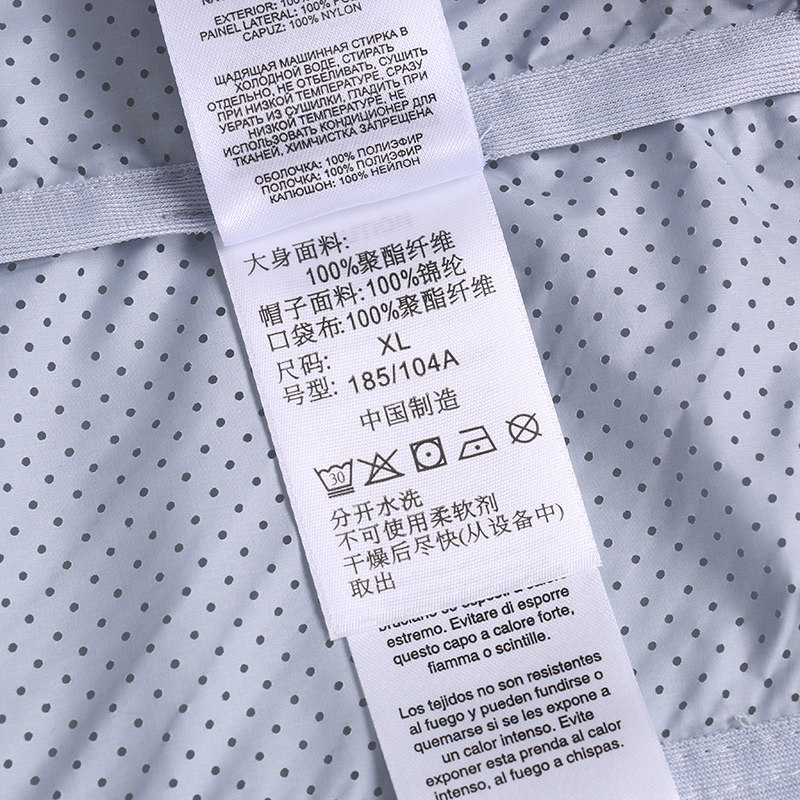 EXTERIOR: 100%
PAINEL LATERAL: 100%
CAPUZ: 100% NYLON
ЩАДЯЩАЯ МАШИННАЯ СТИРКА В
ХОЛОДНОЙ ВОДЕ, СТИРАТЬ
ОТДЕЛЬНО, НЕ ОТБЕЛИВАТЬ, СУШИТЬ
ПРИ НИЗКОЙ ТЕМПЕРАТУРЕ, СРАЗУ
УБРАТЬ ИЗ СУШИЛКИ, ГЛАДИТЬ ПРИ
НИЗКОЙ ТЕМПЕРАТУРЕ, НЕ
ИСПОЛЬЗОВАТЬ КОНДИЦИОНЕР ДЛЯ
ТКАНЕЙ, ХИМЧИСТКА ЗАПРЕЩЕНА
ОБОЛОЧКА: 100% ПОЛИЭФИР
ПОЛОЧКА: 100% ПОЛИЭФИР
КАПЮШОН: 100% НЕЙЛОН
大身面料:
100%聚酯纤维
帽子面料:100%锦纶
口袋布:100%聚酯纤维
尺码: XL
号型: 185/104A
中国制造
30
分开水洗
不可使用柔软剂
干燥后尽快(从设备中)
取出
estremo. Evitare di esporre
questo capo a calore forte,
fiamma o scintille.
Los tejidos no son resistentes
al fuego y pueden fundirse o
quemarse si se les expone a
un calor intenso. Evite
exponer esta prenda al calor
intenso, al fuego a chispas.